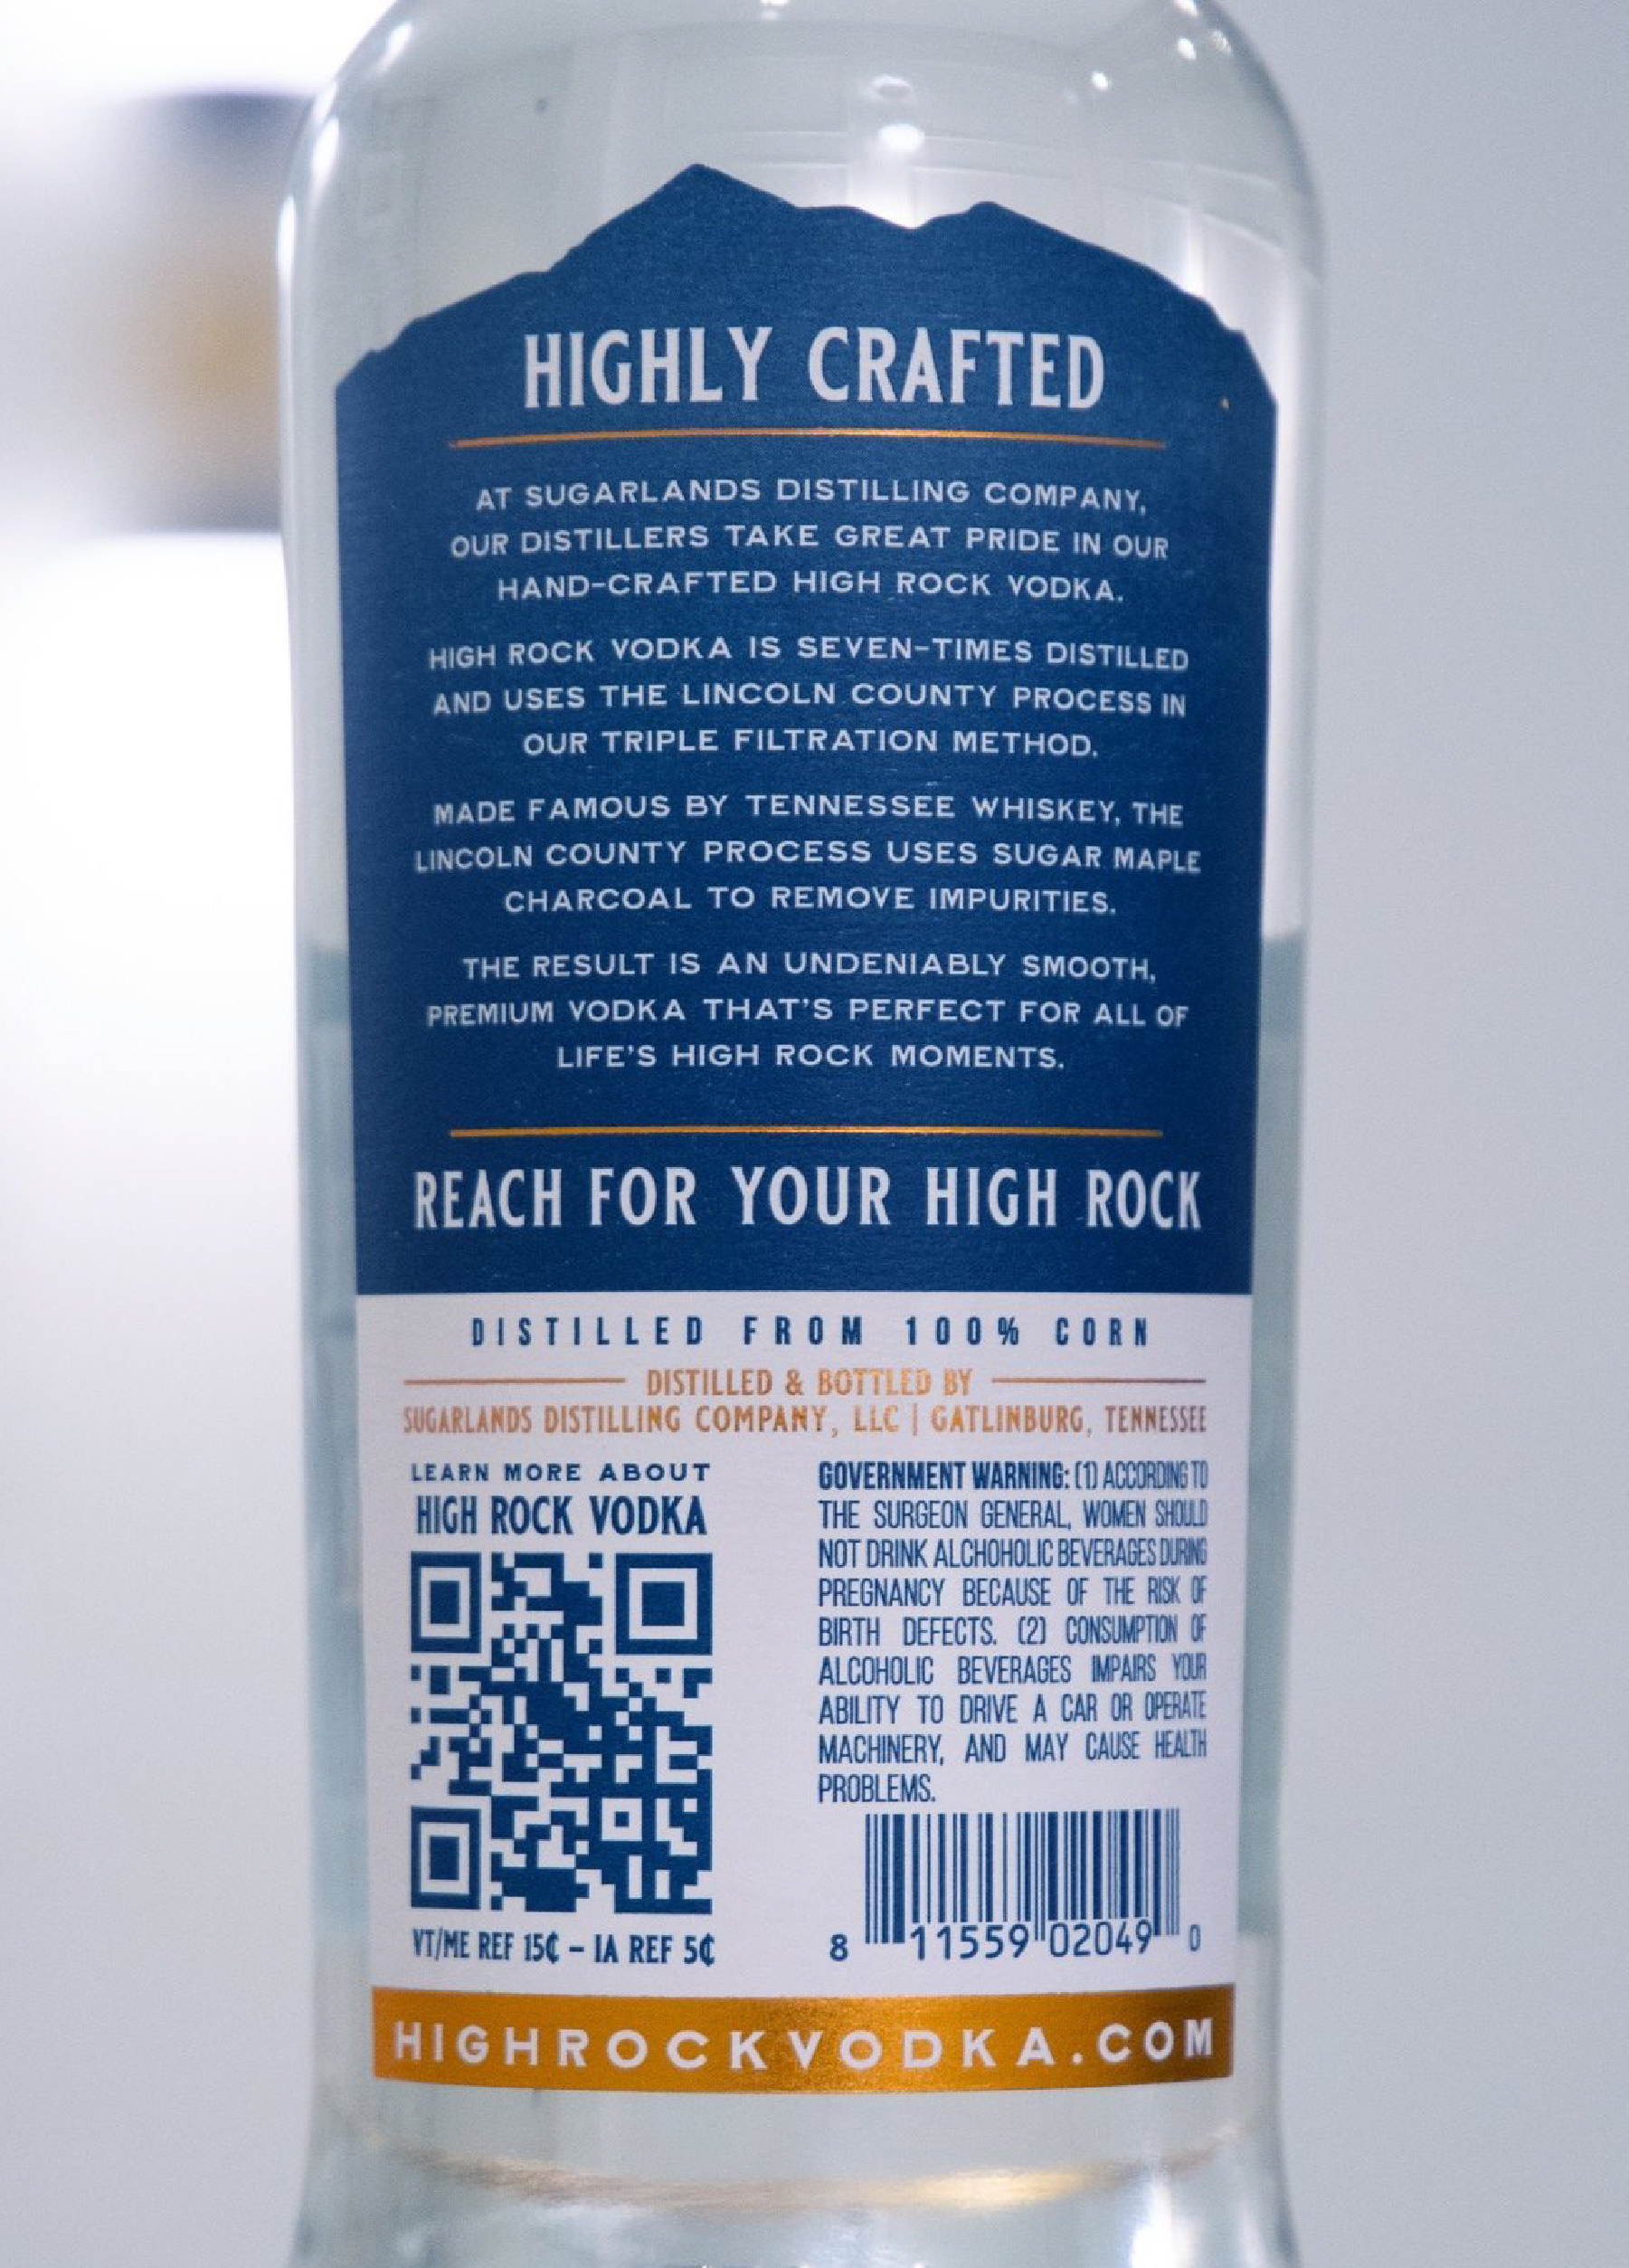 HIGHLY CRAFTED
AT SUGARLANDS DISTILLING COMPANY,
OUR DISTILLERS TAKE GREAT PRIDE IN OUR
HAND-CRAFTED HIGH ROCK VODKA.
HIGH ROCK VODKA IS SEVEN-TIMES DISTILLED
AND USES THE LINCOLN COUNTY PROCESS IN
OUR TRIPLE FILTRATION METHOD.
MADE FAMOUS BY TENNESSEE WHISKEY, THE
LINCOLN COUNTY PROCESS USES SUGAR MAPLE
CHARCOAL TO REMOVE IMPURITIES.
THE RESULT IS AN UNDENIABLY SMOOTH,
PREMIUM VODKA THAT'S PERFECT FOR ALL OF
LIFE'S HIGH ROCK MOMENTS.
REACH FOR YOUR HIGH ROCK
DISTILLED FROM 100% CORN
DISTILLED & BOTTLED BY
SUGARLANDS DISTILLING COMPANY, LLC | GATLINBURG, TENNESSEE
LEARN MORE ABOUT
HIGH ROCK VODKA
VT/ME REF 15¢ – IA REF 5¢
GOVERNMENT WARNING: (1) ACCORDING TO
THE SURGEON GENERAL, WOMEN SHOULD
NOT DRINK ALCHOHOLIC BEVERAGES DURING
PREGNANCY BECAUSE OF THE RISK OF
BIRTH DEFECTS. (2) CONSUMPTION OF
ALCOHOLIC BEVERAGES IMPAIRS YOUR
ABILITY TO DRIVE A CAR OR OPERATE
MACHINERY, AND MAY CAUSE HEALTH
PROBLEMS.
8 11559 02049 0
HIGHROCKVODKA.COM